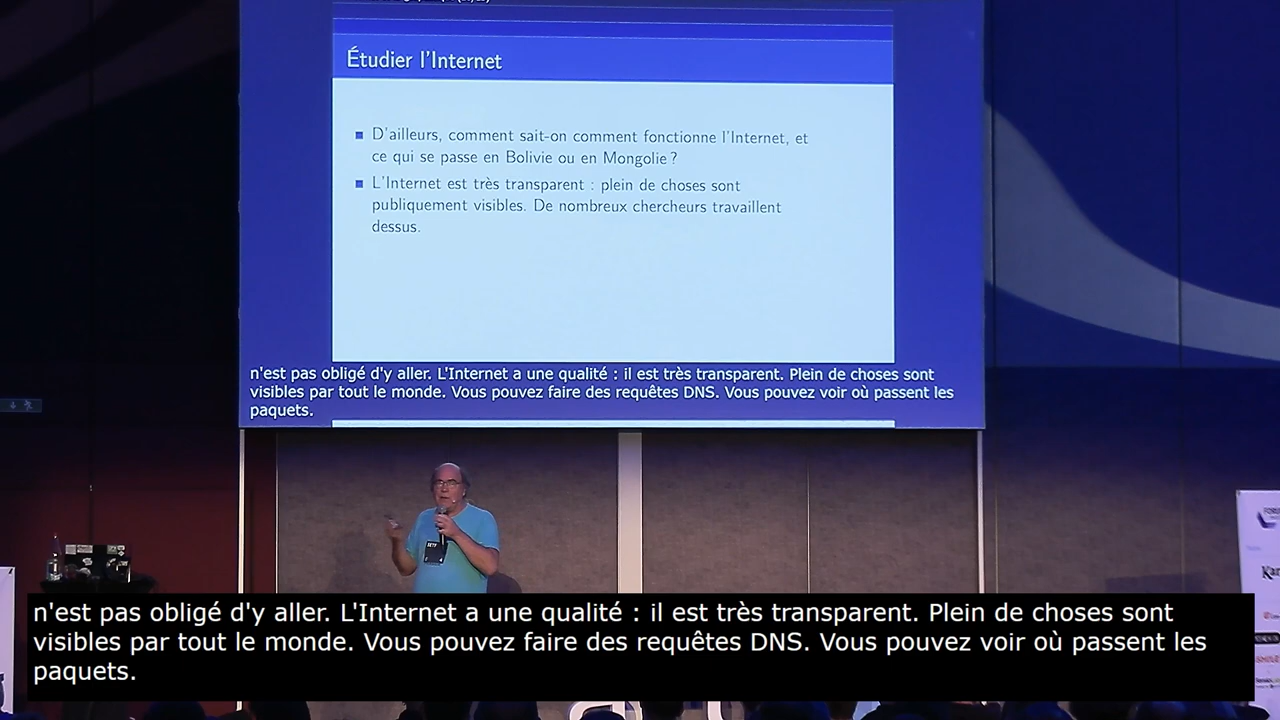 Étudier l'Internet
D'ailleurs, comment sait-on comment fonctionne l'Internet, et
ce qui se passe en Bolivie ou en Mongolie ?
L'Internet est très transparent : plein de choses sont
publiquement visibles. De nombreux chercheurs travaillent
dessus.
n'est pas obligé d'y aller. L'Internet a une qualité : il est très transparent. Plein de choses sont
visibles par tout le monde. Vous pouvez faire des requêtes DNS. Vous pouvez voir où passent les
paquets.
n'est pas obligé d'y aller. L'Internet a une qualité : il est très transparent. Plein de choses sont
visibles par tout le monde. Vous pouvez faire des requêtes DNS. Vous pouvez voir où passent les
paquets.